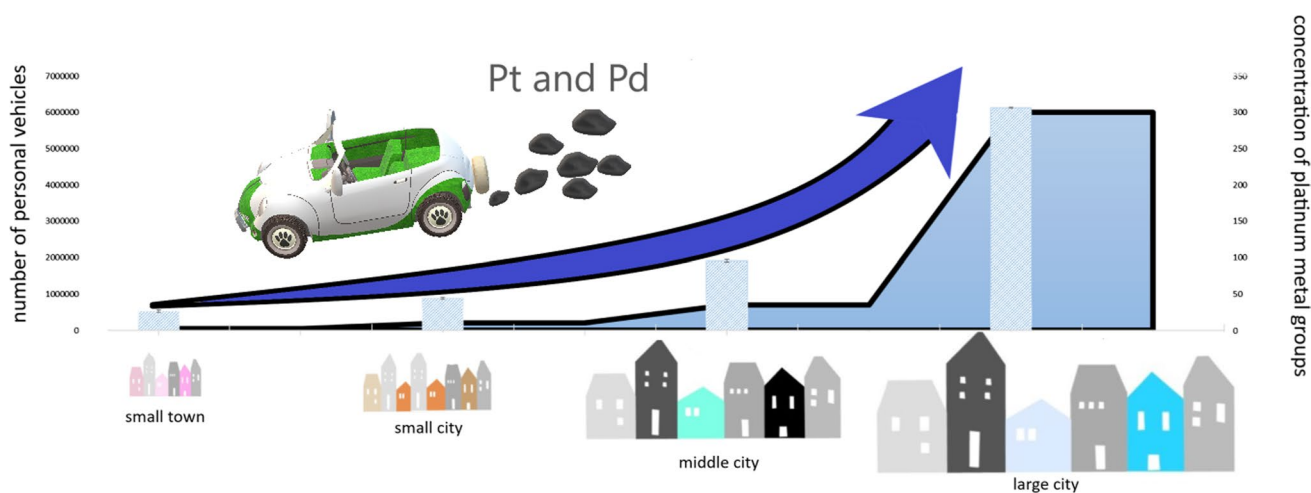 Pt and Pd
number of personal vehicles
7000000
6000000
5000000
4000000
3000000
2000000
1000000
0
concentration of platinum metal groups
350
300
250
200
150
100
50
0
small town
small city
middle city
large city